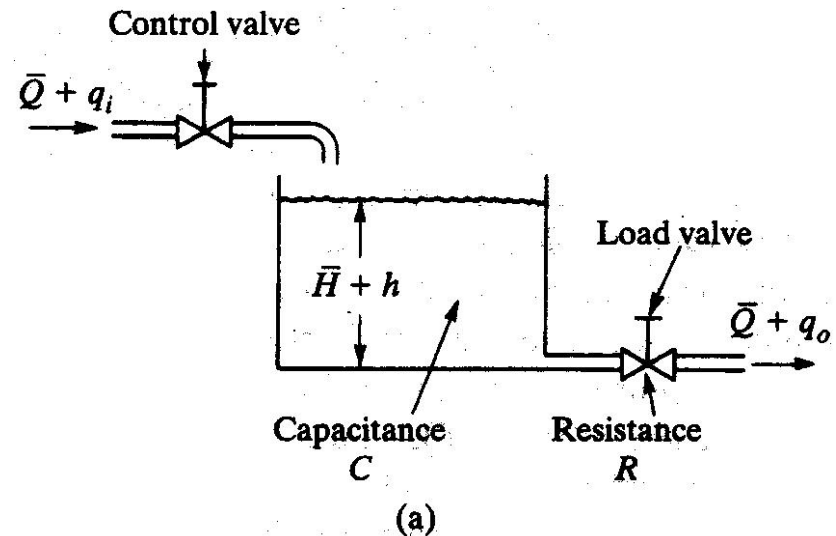 Control valve
Q̄ + qᵢ
H̄ + h
Load valve
Q̄ + qₒ
Capacitance
C
Resistance
R
(a)